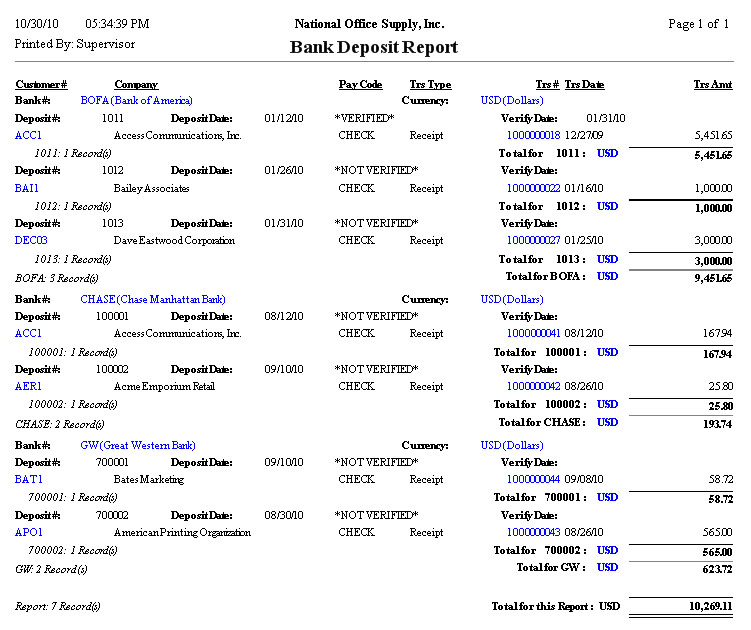 10/30/10 05:34:39 PM National Office Supply, Inc. Page 1 of 1
Printed By: Supervisor Bank Deposit Report
Customer # Company Pay Code Trs Type Trs # Trs Date Trs Amt
Bank #: BOFA (Bank of America) Currency: USD (Dollars)
Deposit #: 1011 Deposit Date: 01/12/10 *VERIFIED* Verify Date: 01/31/10
ACC1 Access Communications, Inc. CHECK Receipt 1000000018 12/27/09 5,451.65
1011: 1 Record(s) Total for 1011 : USD 5,451.65
Deposit #: 1012 Deposit Date: 01/26/10 *NOT VERIFIED* Verify Date:
BAI1 Bailey Associates CHECK Receipt 1000000022 01/16/10 1,000.00
1012: 1 Record(s) Total for 1012 : USD 1,000.00
Deposit #: 1013 Deposit Date: 01/31/10 *NOT VERIFIED* Verify Date:
DEC03 Dave Eastwood Corporation CHECK Receipt 1000000027 01/25/10 3,000.00
1013: 1 Record(s) Total for 1013 : USD 3,000.00
BOFA: 3 Record(s) Total for BOFA : USD 9,451.65
Bank #: CHASE (Chase Manhattan Bank) Currency: USD (Dollars)
Deposit #: 100001 Deposit Date: 08/12/10 *NOT VERIFIED* Verify Date:
ACC1 Access Communications, Inc. CHECK Receipt 1000000041 08/12/10 167.94
100001: 1 Record(s) Total for 100001 : USD 167.94
Deposit #: 100002 Deposit Date: 09/10/10 *NOT VERIFIED* Verify Date:
AER1 Acme Emporium Retail CHECK Receipt 1000000042 08/26/10 25.80
100002: 1 Record(s) Total for 100002 : USD 25.80
CHASE: 2 Record(s) Total for CHASE : USD 193.74
Bank #: GW (Great Western Bank) Currency: USD (Dollars)
Deposit #: 700001 Deposit Date: 09/10/10 *NOT VERIFIED* Verify Date:
BAT1 Bates Marketing CHECK Receipt 1000000044 09/08/10 58.72
700001: 1 Record(s) Total for 700001 : USD 58.72
Deposit #: 700002 Deposit Date: 08/30/10 *NOT VERIFIED* Verify Date:
APO1 American Printing Organization CHECK Receipt 1000000043 08/26/10 565.00
700002: 1 Record(s) Total for 700002 : USD 565.00
GW: 2 Record(s) Total for GW : USD 623.72
Report: 7 Record(s) Total for this Report : USD 10,269.11